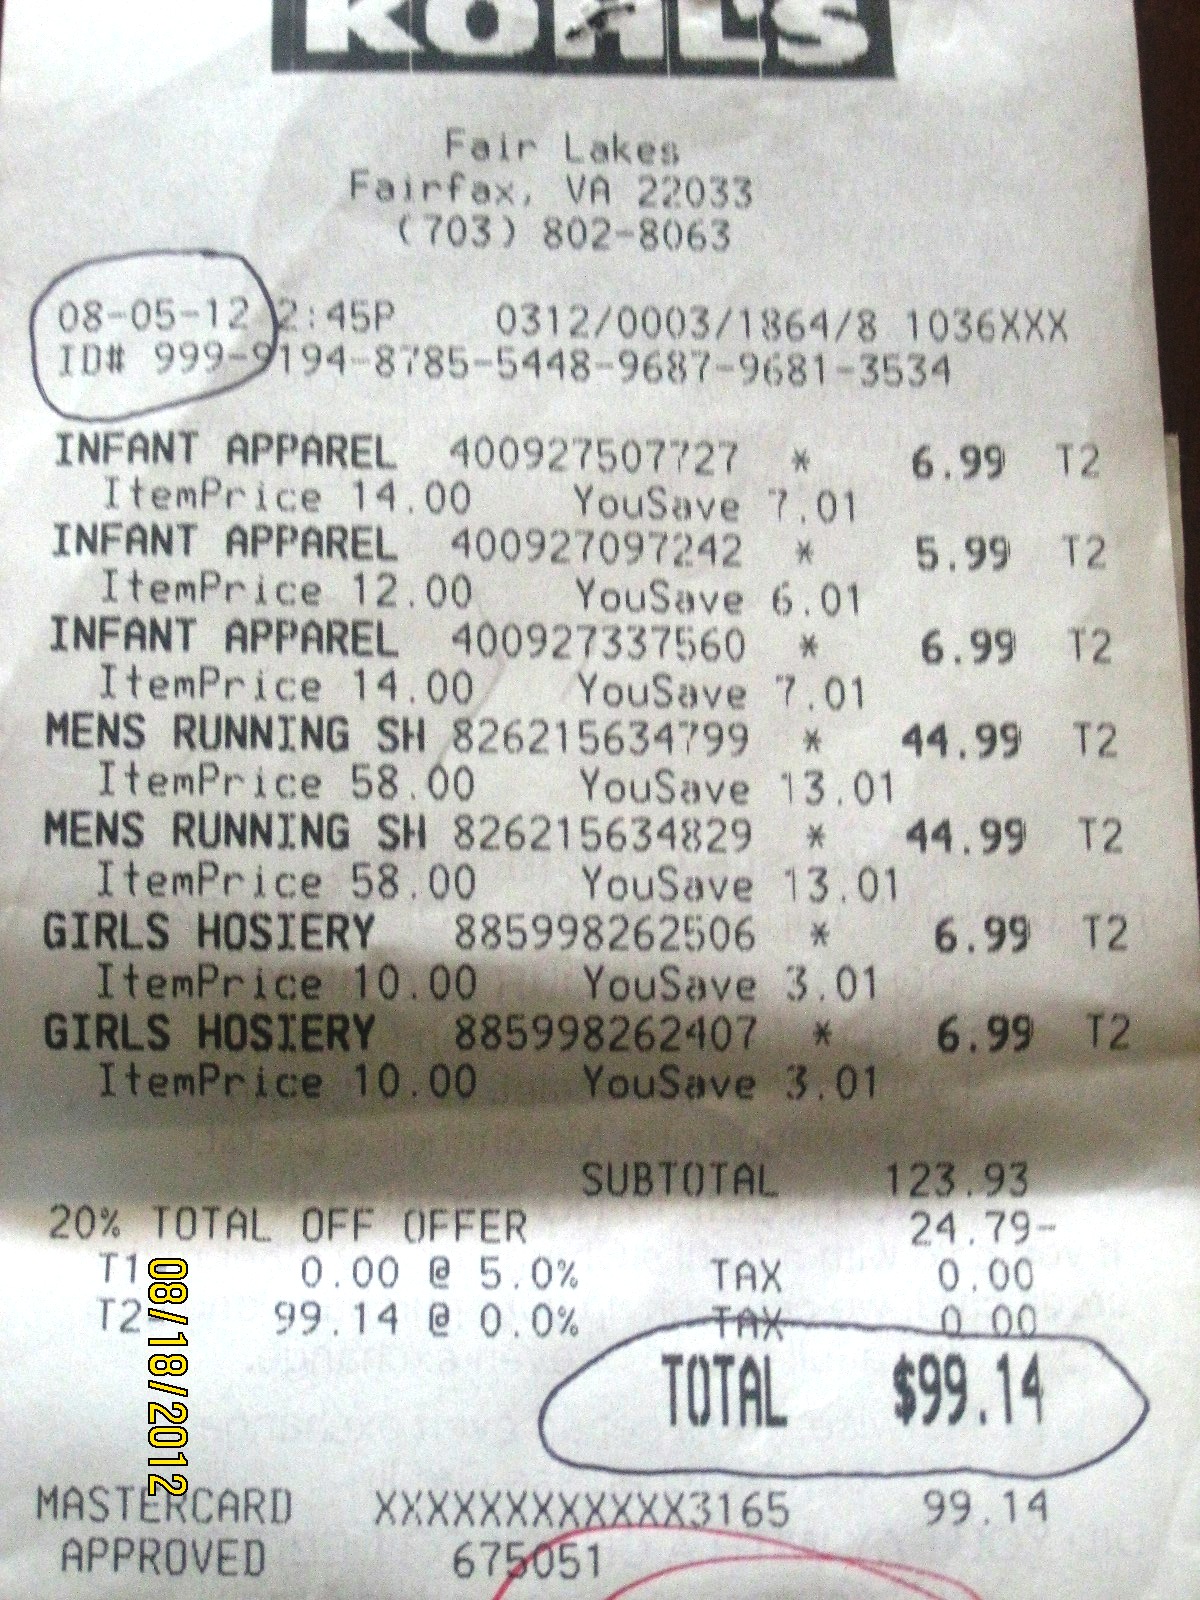 KOHL'S
Fair Lakes
Fairfax, VA 22033
(703) 802-8063
08-05-12 2:45P 0312/0003/1864/8 1036XXX
ID# 999-9194-8785-5448-9687-9681-3534
INFANT APPAREL 400927507727 * 6.99 T2
ItemPrice 14.00 YouSave 7.01
INFANT APPAREL 400927097242 * 5.99 T2
ItemPrice 12.00 YouSave 6.01
INFANT APPAREL 400927337560 * 6.99 T2
ItemPrice 14.00 YouSave 7.01
MENS RUNNING SH 826215634799 * 44.99 T2
ItemPrice 58.00 YouSave 13.01
MENS RUNNING SH 826215634829 * 44.99 T2
ItemPrice 58.00 YouSave 13.01
GIRLS HOSIERY 885998262506 * 6.99 T2
ItemPrice 10.00 YouSave 3.01
GIRLS HOSIERY 885998262407 * 6.99 T2
ItemPrice 10.00 YouSave 3.01
SUBTOTAL 123.93
20% TOTAL OFF OFFER 24.79-
T1 0.00 @ 5.0% TAX 0.00
T2 99.14 @ 0.0% TAX 0.00
TOTAL $99.14
MASTERCARD XXXXXXXXXXXX3165 99.14
APPROVED 675051
08/18/2012